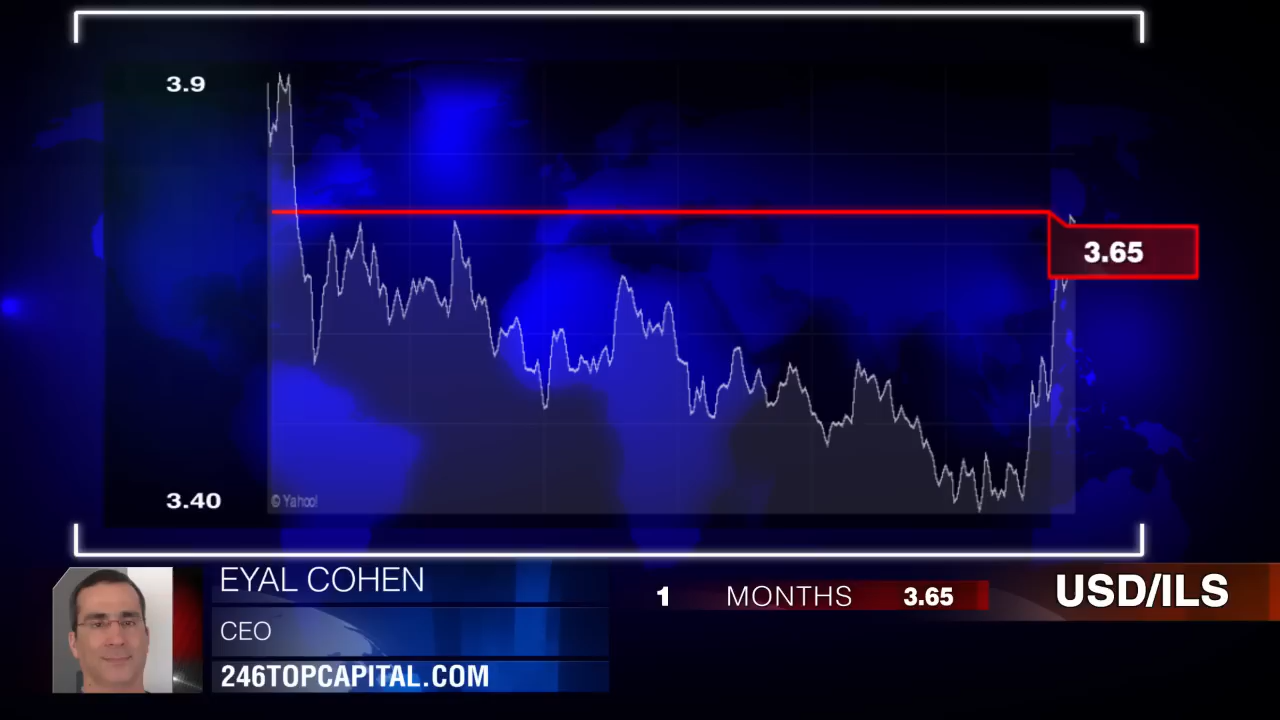 3.9
3.65
3.40
© Yahoo!
EYAL COHEN
CEO
246TOPCAPITAL.COM
1 MONTHS 3.65
USD/ILS